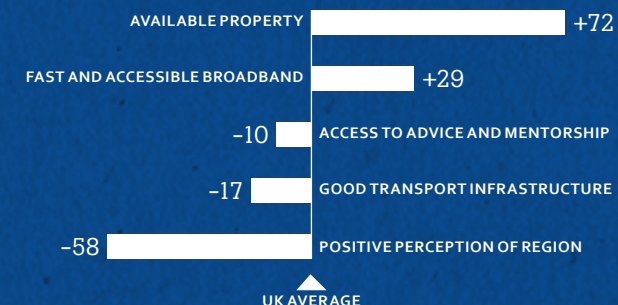 AVAILABLE PROPERTY +72
FAST AND ACCESSIBLE BROADBAND +29
-10 ACCESS TO ADVICE AND MENTORSHIP
-17 GOOD TRANSPORT INFRASTRUCTURE
-58 POSITIVE PERCEPTION OF REGION
UK AVERAGE